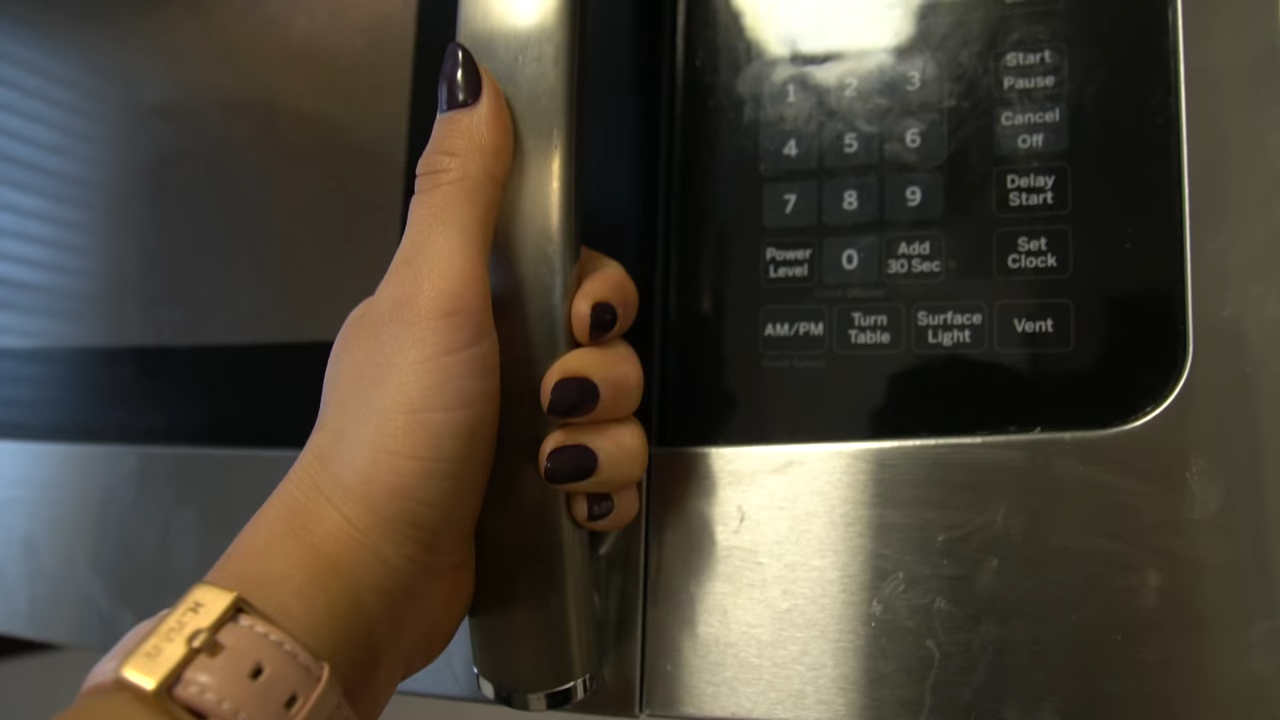 1 2 3
Start
Pause
4 5 6
Cancel
Off
7 8 9
Delay
Start
Power
Level
0
Add
30 Sec
Set
Clock
AM/PM
Turn
Table
Surface
Light
Vent